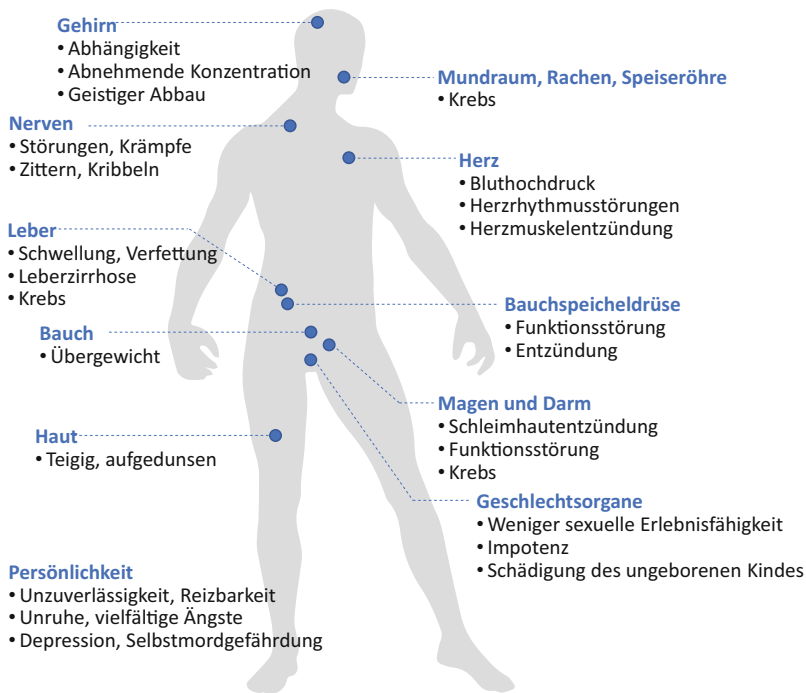 Gehirn
• Abhängigkeit
• Abnehmende Konzentration
• Geistiger Abbau
Mundraum, Rachen, Speiseröhre
• Krebs
Nerven
• Störungen, Krämpfe
• Zittern, Kribbeln
Herz
• Bluthochdruck
• Herzrhythmusstörungen
• Herzmuskelentzündung
Leber
• Schwellung, Verfettung
• Leberzirrhose
• Krebs
Bauchspeicheldrüse
• Funktionsstörung
• Entzündung
Bauch
• Übergewicht
Magen und Darm
• Schleimhautentzündung
• Funktionsstörung
• Krebs
Haut
• Teigig, aufgedunsen
Geschlechtsorgane
• Weniger sexuelle Erlebnisfähigkeit
• Impotenz
• Schädigung des ungeborenen Kindes
Persönlichkeit
• Unzuverlässigkeit, Reizbarkeit
• Unruhe, vielfältige Ängste
• Depression, Selbstmordgefährdung